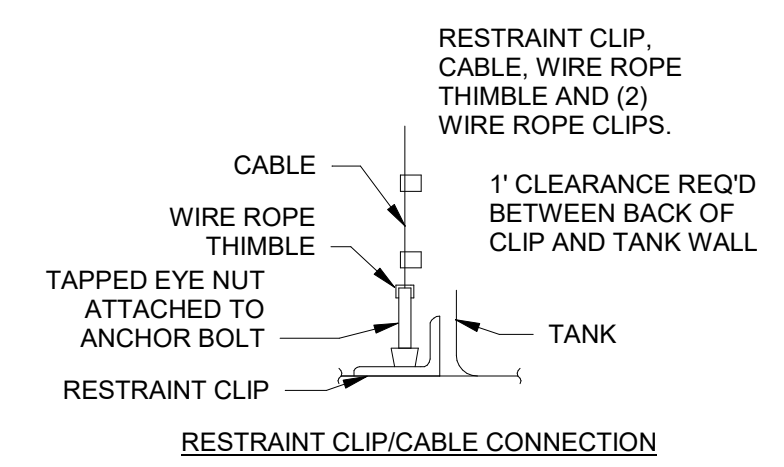 RESTRAINT CLIP,
CABLE, WIRE ROPE
THIMBLE AND (2)
WIRE ROPE CLIPS.
CABLE
1' CLEARANCE REQ'D
BETWEEN BACK OF
CLIP AND TANK WALL
WIRE ROPE
THIMBLE
TAPPED EYE NUT
ATTACHED TO
ANCHOR BOLT
TANK
RESTRAINT CLIP
RESTRAINT CLIP/CABLE CONNECTION